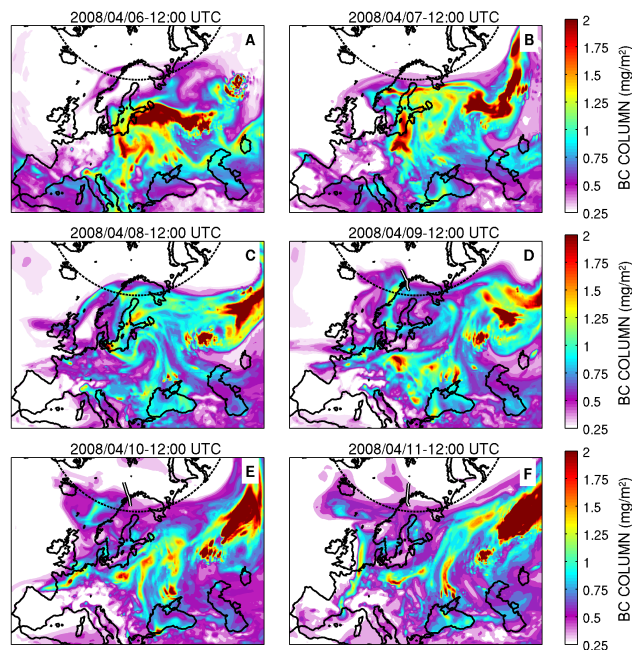 2008/04/06-12:00 UTC
A
2008/04/07-12:00 UTC
B
2
1.75
1.5
1.25
1
0.75
0.5
0.25
BC COLUMN (mg/m²)
2008/04/08-12:00 UTC
C
2008/04/09-12:00 UTC
D
2
1.75
1.5
1.25
1
0.75
0.5
0.25
BC COLUMN (mg/m²)
2008/04/10-12:00 UTC
E
2008/04/11-12:00 UTC
F
2
1.75
1.5
1.25
1
0.75
0.5
0.25
BC COLUMN (mg/m²)